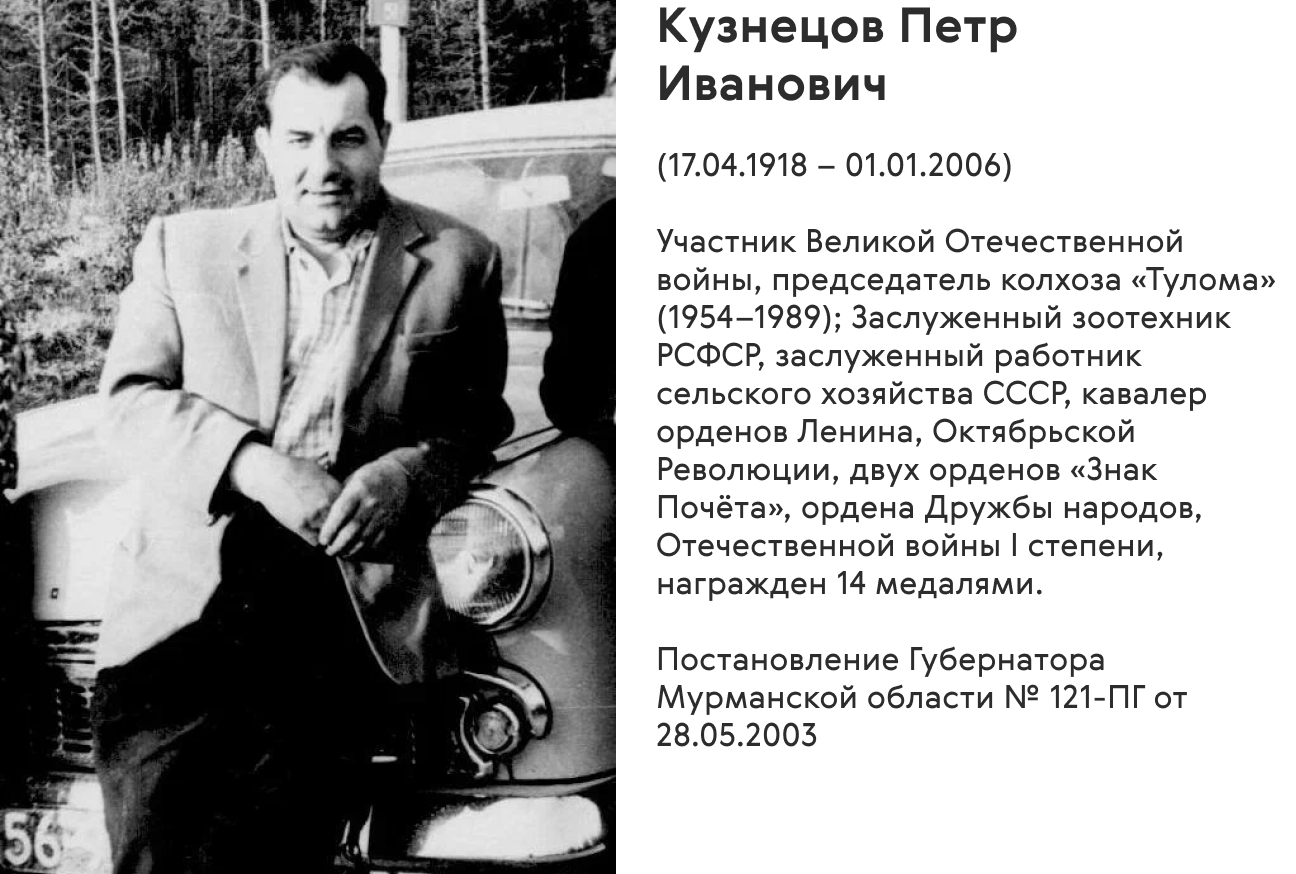 Кузнецов Петр
Иванович
(17.04.1918 – 01.01.2006)
Участник Великой Отечественной
войны, председатель колхоза «Тулома»
(1954–1989); Заслуженный зоотехник
РСФСР, заслуженный работник
сельского хозяйства СССР, кавалер
орденов Ленина, Октябрьской
Революции, двух орденов «Знак
Почёта», ордена Дружбы народов,
Отечественной войны I степени,
награжден 14 медалями.
Постановление Губернатора
Мурманской области № 121-ПГ от
28.05.2003
56